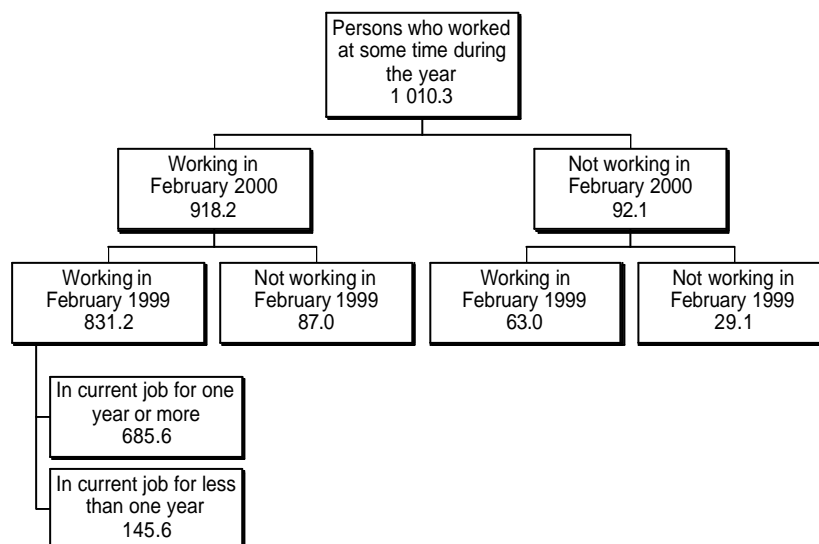 Persons who worked
at some time during
the year
1 010.3
Working in
February 2000
918.2
Not working in
February 2000
92.1
Working in
February 1999
831.2
Not working in
February 1999
87.0
Working in
February 1999
63.0
Not working in
February 1999
29.1
In current job for one
year or more
685.6
In current job for less
than one year
145.6